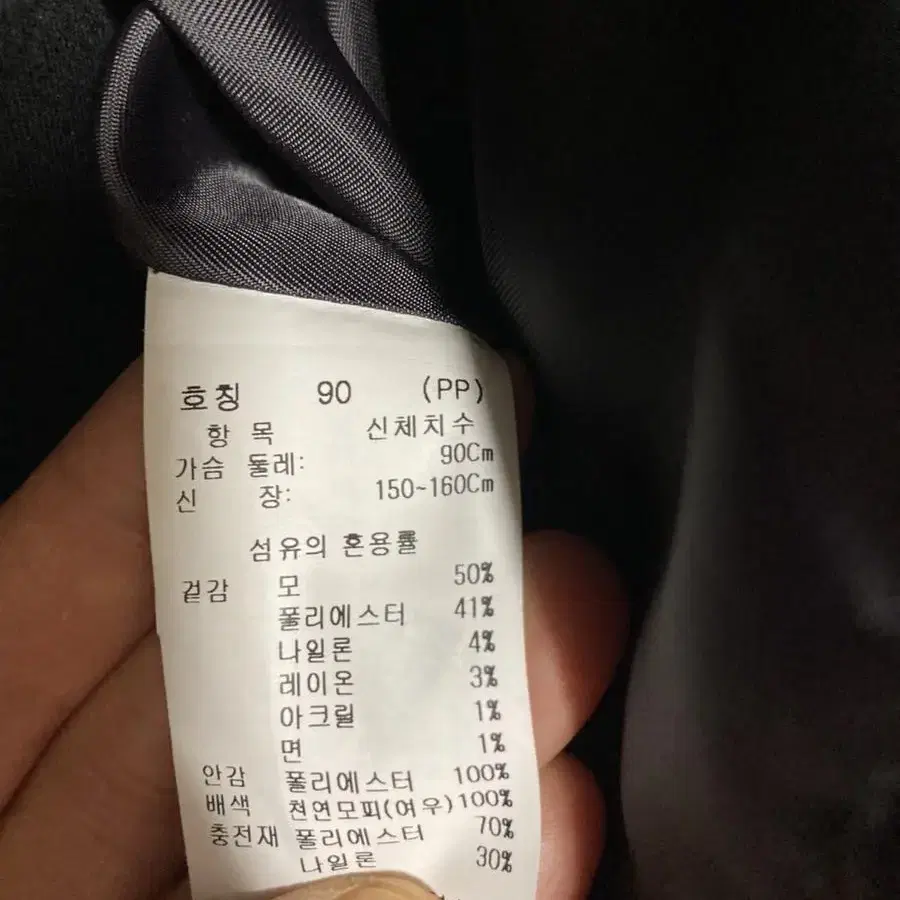 호칭 90 (PP)
항 목 신체치수
가슴 둘레: 90Cm
신 장: 150~160Cm
섬유의 혼용률
겉감 모 50%
폴리에스터 41%
나일론 4%
레이온 3%
아크릴 1%
면 1%
안감 폴리에스터 100%
배색 천연모피(여우) 100%
충전재 폴리에스터 70%
나일론 30%